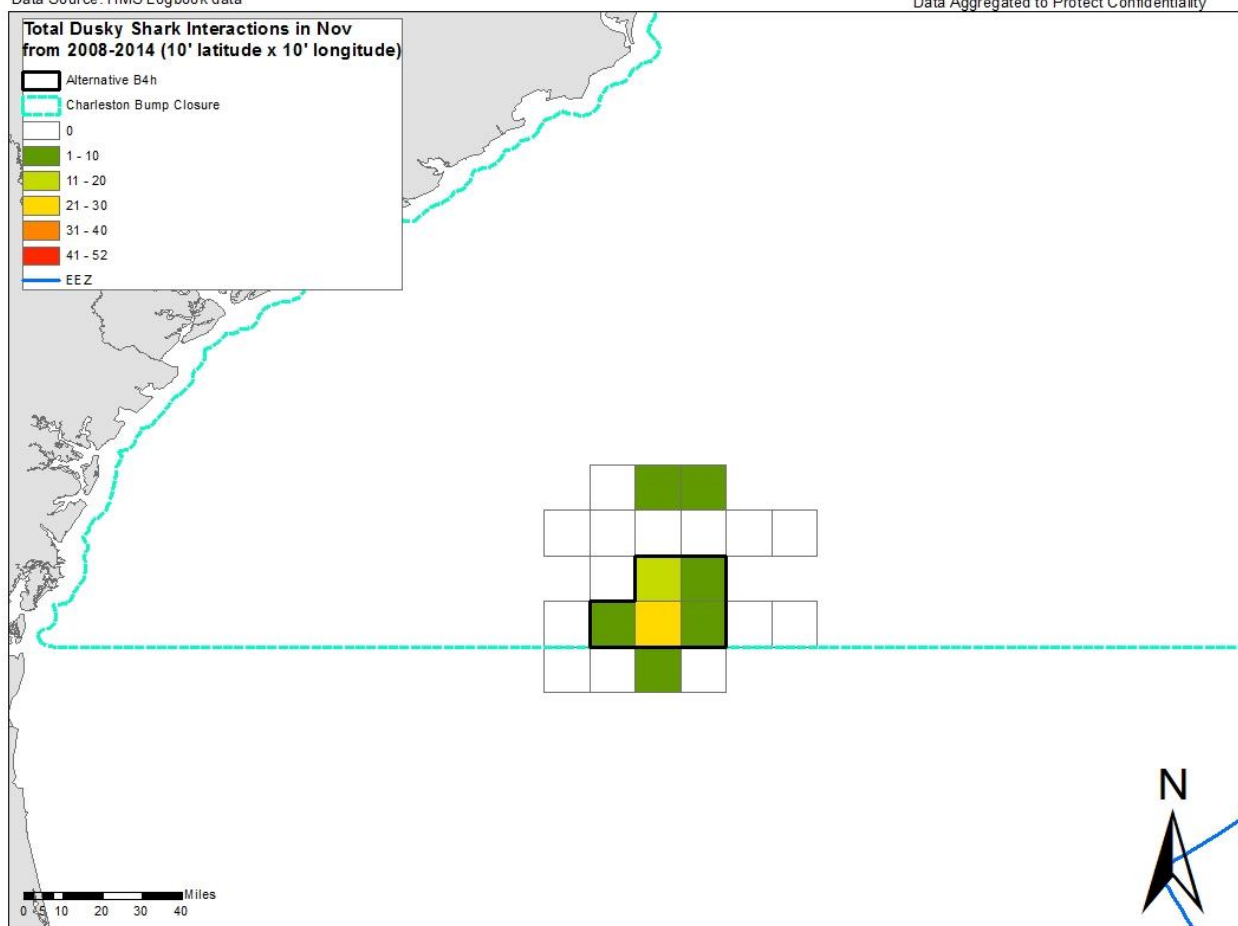 Data Source: HMS Logbook data
Data Aggregated to Protect Confidentiality
Total Dusky Shark Interactions in Nov
from 2008-2014 (10' latitude x 10' longitude)
Alternative B4h
Charleston Bump Closure
0
1 - 10
11 - 20
21 - 30
31 - 40
41 - 52
EEZ
N
Miles
0 5 10 20 30 40